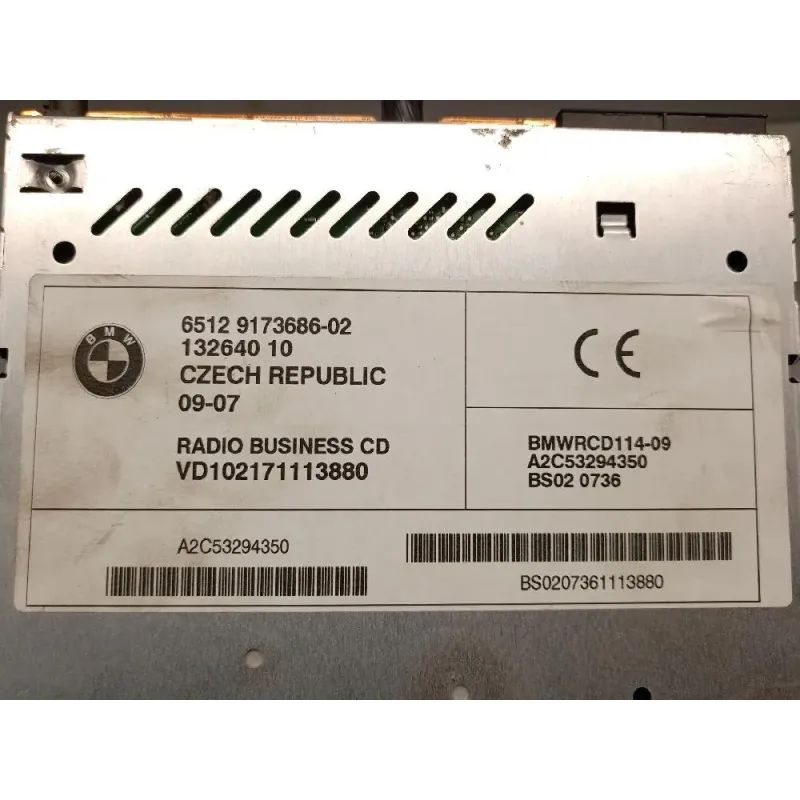 BMW
6512 9173686-02
132640 10
CZECH REPUBLIC
09-07
RADIO BUSINESS CD
VD102171113880
CE
BMWRCD114-09
A2C53294350
BS02 0736
A2C53294350
BS0207361113880